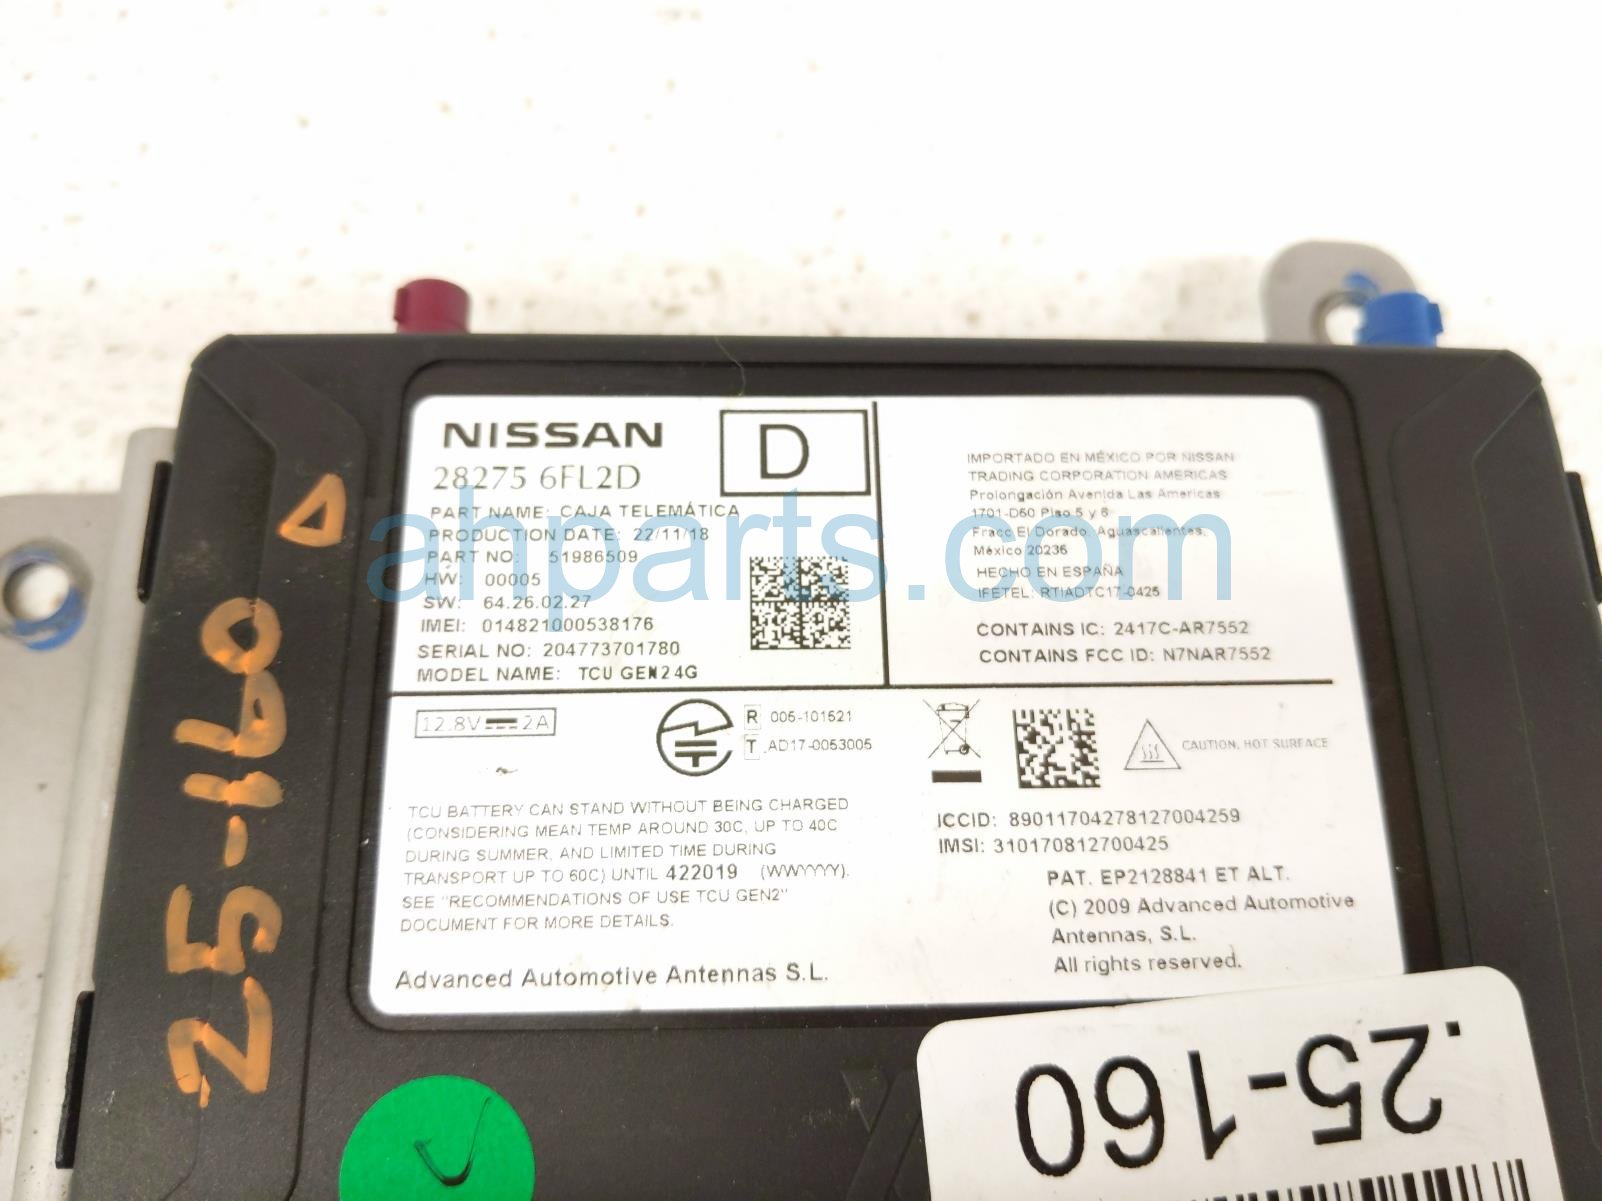 NISSAN
D
28275 6FL2D
PART NAME: CAJA TELEMÁTICA
PRODUCTION DATE: 22/11/18
PART NO: 51986509
HW: 00005
SW: 64.26.02.27
IMEI: 014821000538176
SERIAL NO: 204773701780
MODEL NAME: TCU GEN2 4G
IMPORTADO EN MÉXICO POR NISSAN
TRADING CORPORATION AMERICAS
Prolongación Avenida Las Americas
1701-D60 Piso 5 y 6
Fracc.El Dorado, Aguascalientes,
México 20236
HECHO EN ESPAÑA
IFETEL: RTIADTC17-0425
CONTAINS IC: 2417C-AR7552
CONTAINS FCC ID: N7NAR7552
12.8V 2A
R 005-101521
T AD17-0053005
CAUTION, HOT SURFACE
TCU BATTERY CAN STAND WITHOUT BEING CHARGED
(CONSIDERING MEAN TEMP AROUND 30C, UP TO 40C
DURING SUMMER, AND LIMITED TIME DURING
TRANSPORT UP TO 60C) UNTIL 422019 (WWYYYY).
SEE "RECOMMENDATIONS OF USE TCU GEN2"
DOCUMENT FOR MORE DETAILS.
Advanced Automotive Antennas S.L.
ICCID: 89011704278127004259
IMSI: 310170812700425
PAT. EP2128841 ET ALT.
(C) 2009 Advanced Automotive
Antennas, S.L.
All rights reserved.
ahparts.com
25-160
.25-160